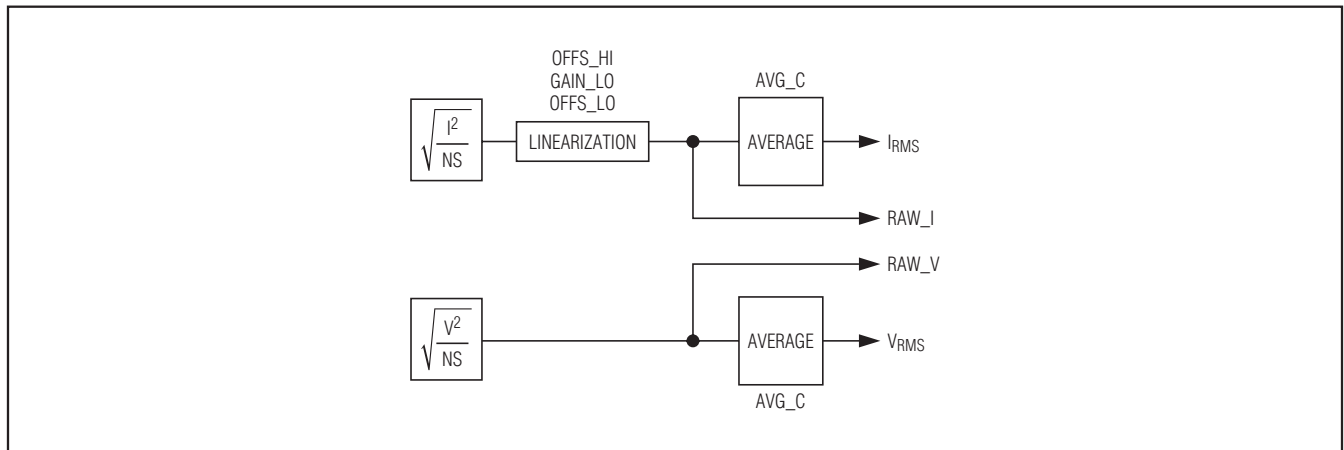 OFFS_HI
GAIN_LO
OFFS_LO
AVG_C
√I²/NS
LINEARIZATION
AVERAGE
IRMS
RAW_I
RAW_V
√V²/NS
AVERAGE
VRMS
AVG_C